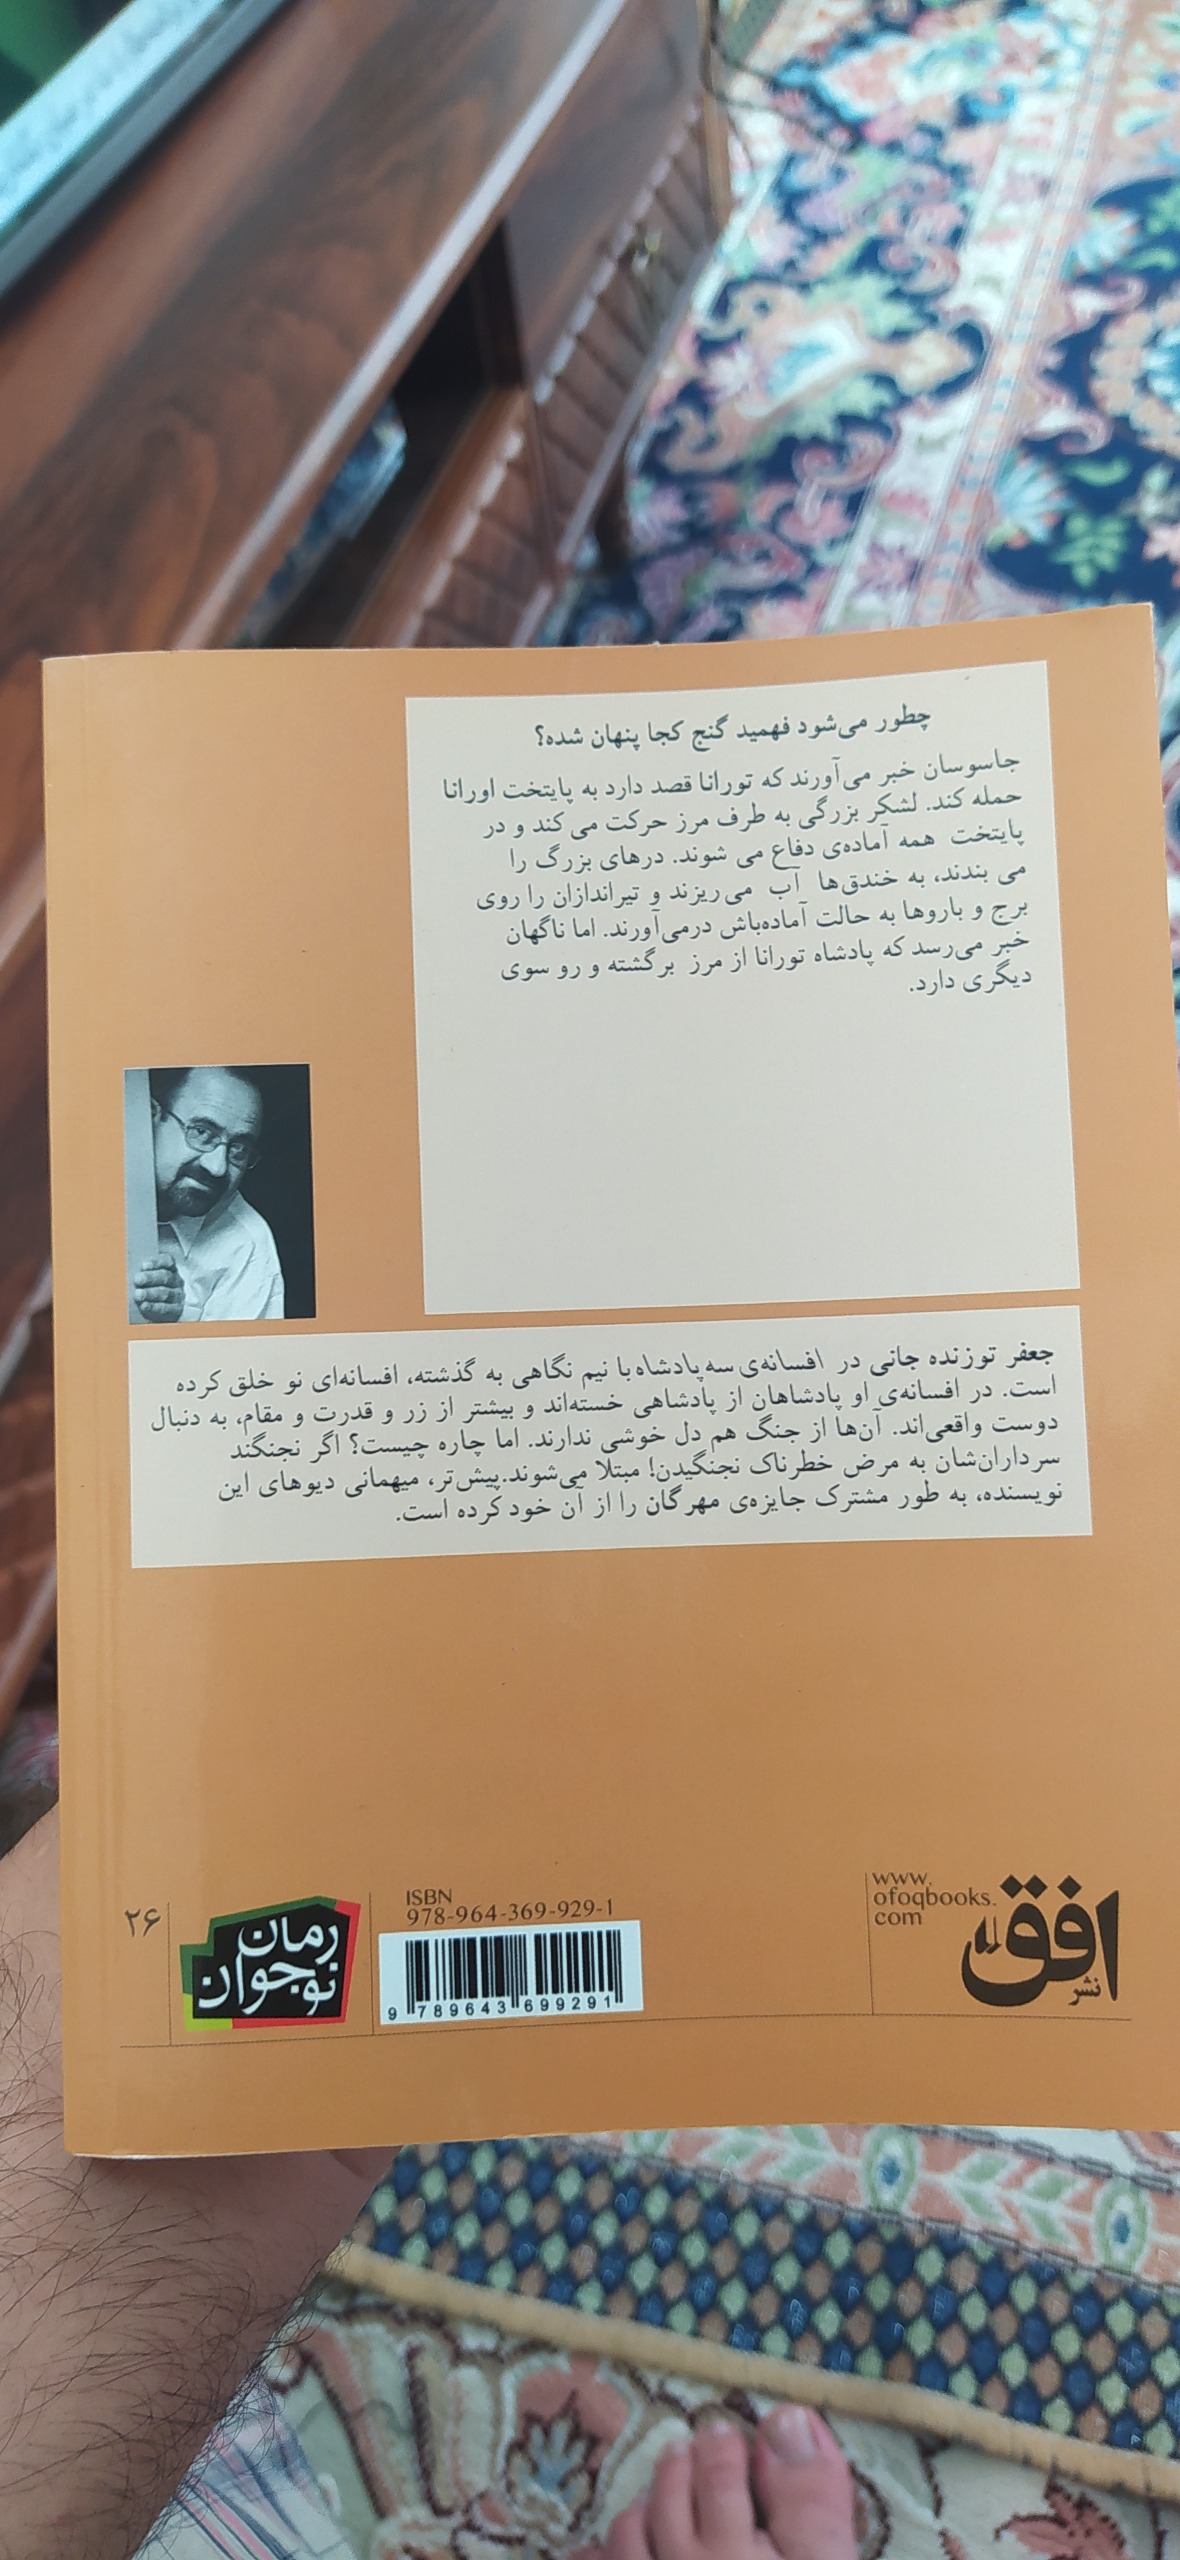 چطور می‌شود فهمید گنج کجا پنهان شده؟
جاسوسان خبر می‌آورند که تورانا قصد دارد به پایتخت اورانا
حمله کند. لشکر بزرگی به طرف مرز حرکت می کند و در
پایتخت همه آماده‌ی دفاع می شوند. درهای بزرگ را
می بندند، به خندق‌ها آب می‌ریزند و تیراندازان را روی
برج و باروها به حالت آماده‌باش درمی‌آورند. اما ناگهان
خبر می‌رسد که پادشاه تورانا از مرز برگشته و رو سوی
دیگری دارد.
جعفر توزنده جانی در افسانه‌ی سه پادشاه با نیم نگاهی به گذشته، افسانه‌ای نو خلق کرده
است. در افسانه‌ی او پادشاهان از پادشاهی خسته‌اند و بیشتر از زر و قدرت و مقام، به دنبال
دوست واقعی‌اند. آن‌ها از جنگ هم دل خوشی ندارند. اما چاره چیست؟ اگر نجنگند
سرداران‌شان به مرض خطرناک نجنگیدن! مبتلا می‌شوند.پیش‌تر، میهمانی دیوهای این
نویسنده، به طور مشترک جایزه‌ی مهرگان را از آن خود کرده است.
www.
ofoqbooks.
com
افق
نشر
ISBN
978-964-369-929-1
9 789643 699291
رمان
نوجوان
۲۶